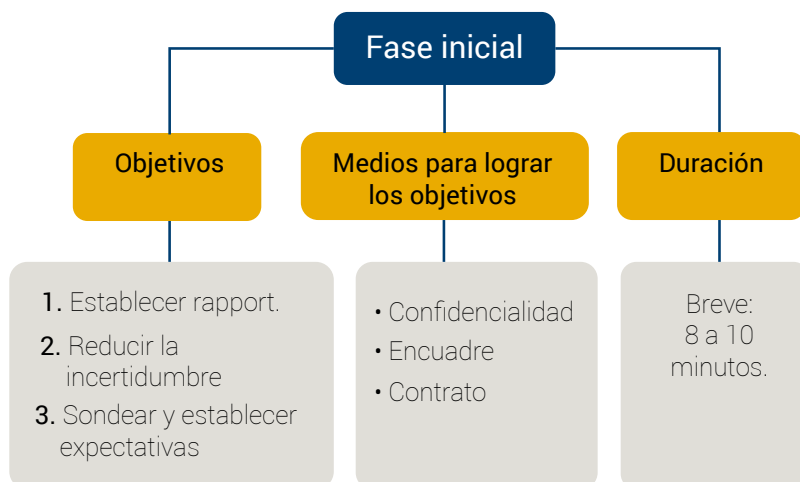 Fase inicial
Objetivos
Medios para lograr
los objetivos
Duración
1. Establecer rapport.
2. Reducir la
incertidumbre
3. Sondear y establecer
expectativas
• Confidencialidad
• Encuadre
• Contrato
Breve:
8 a 10
minutos.